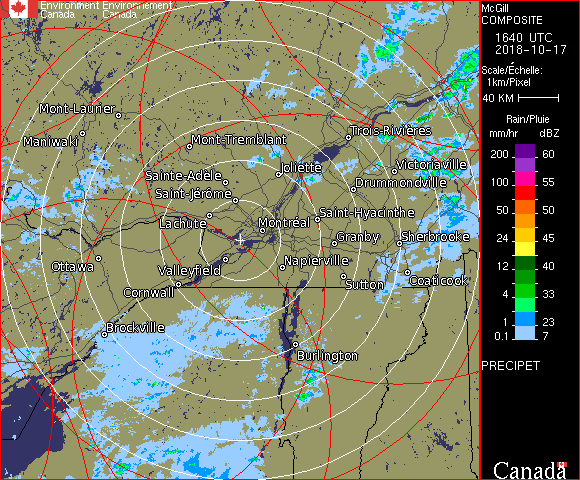 Environment Environnement
Canada Canada
Mont-Laurier
Maniwaki
Mont-Tremblant
Trois-Rivières
Sainte-Adèle
Joliette
Victoriaville
Saint-Jérôme
Drummondville
Lachute
Montréal
Saint-Hyacinthe
Granby
Sherbrooke
Ottawa
Valleyfield
Napierville
Cornwall
Sutton
Coaticook
Brockville
Burlington
McGill
COMPOSITE
1640 UTC
2018-10-17
Scale/Échelle:
1km/Pixel
40 KM
Rain/Pluie
mm/hr dBZ
200 60
100 55
50 50
24 45
12 40
4 33
1 23
0.1 7
PRECIPET
Canada